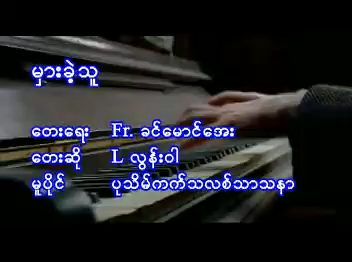 မှားခဲ့သူ
တေးရေး Fr. ခင်မောင်အေး
တေးဆို L လွန်းဝါ
မူပိုင် ပုသိမ်ကက်သလစ်သာသနာ